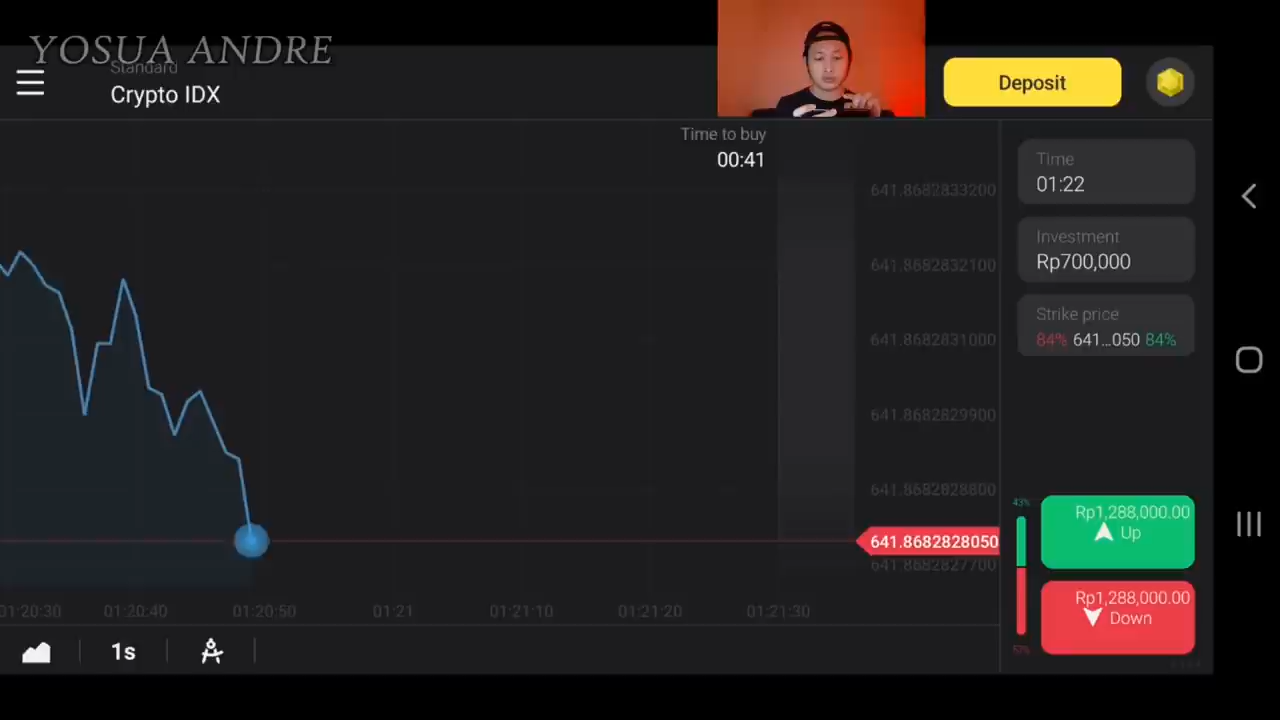 YOSUA ANDRE
Standard
Crypto IDX
Deposit
Time to buy
00:41
641.8682833200
641.8682832100
641.8682831000
641.8682829900
641.8682828800
641.8682828050
641.8682827700
Time
01:22
Investment
Rp700,000
Strike price
84% 641...050 84%
43%
Rp1,288,000.00
Up
Rp1,288,000.00
Down
57%
01:20:30 01:20:40 01:20:50 01:21 01:21:10 01:21:20 01:21:30
1s